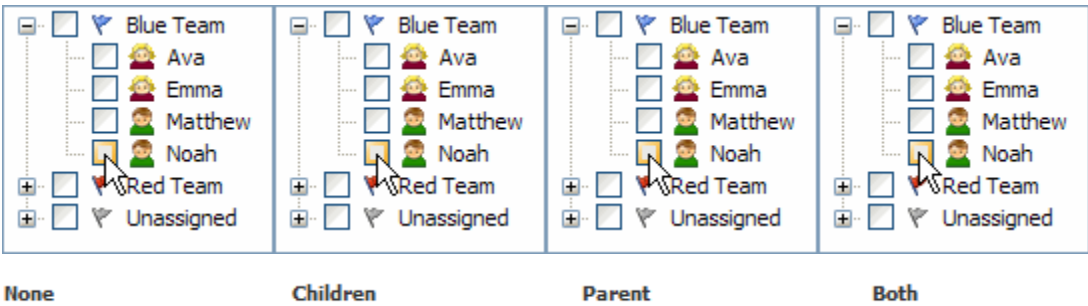 Blue Team
Ava
Emma
Matthew
Noah
Red Team
Unassigned
Blue Team
Ava
Emma
Matthew
Noah
Red Team
Unassigned
Blue Team
Ava
Emma
Matthew
Noah
Red Team
Unassigned
Blue Team
Ava
Emma
Matthew
Noah
Red Team
Unassigned
None Children Parent Both